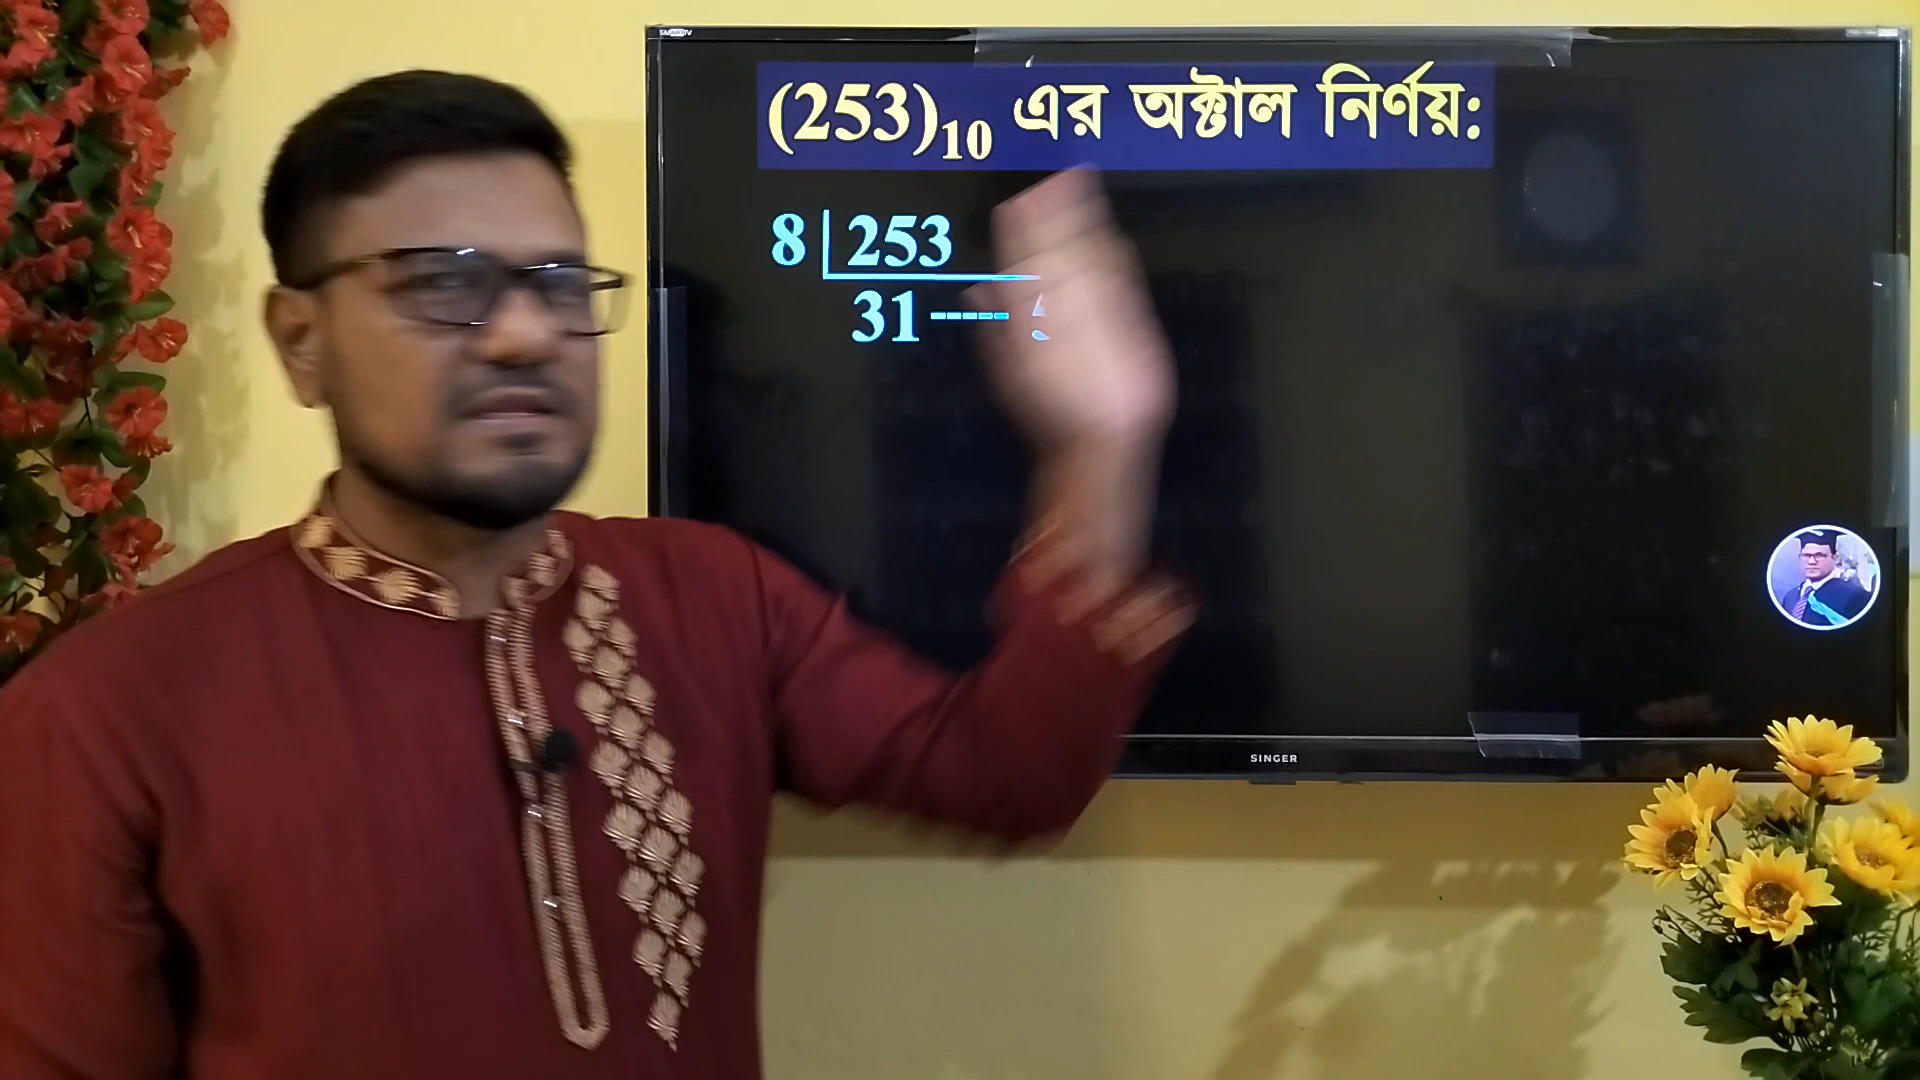 (253)₁₀ এর অক্টাল নির্ণয়:
8 253
31 -----
SINGER